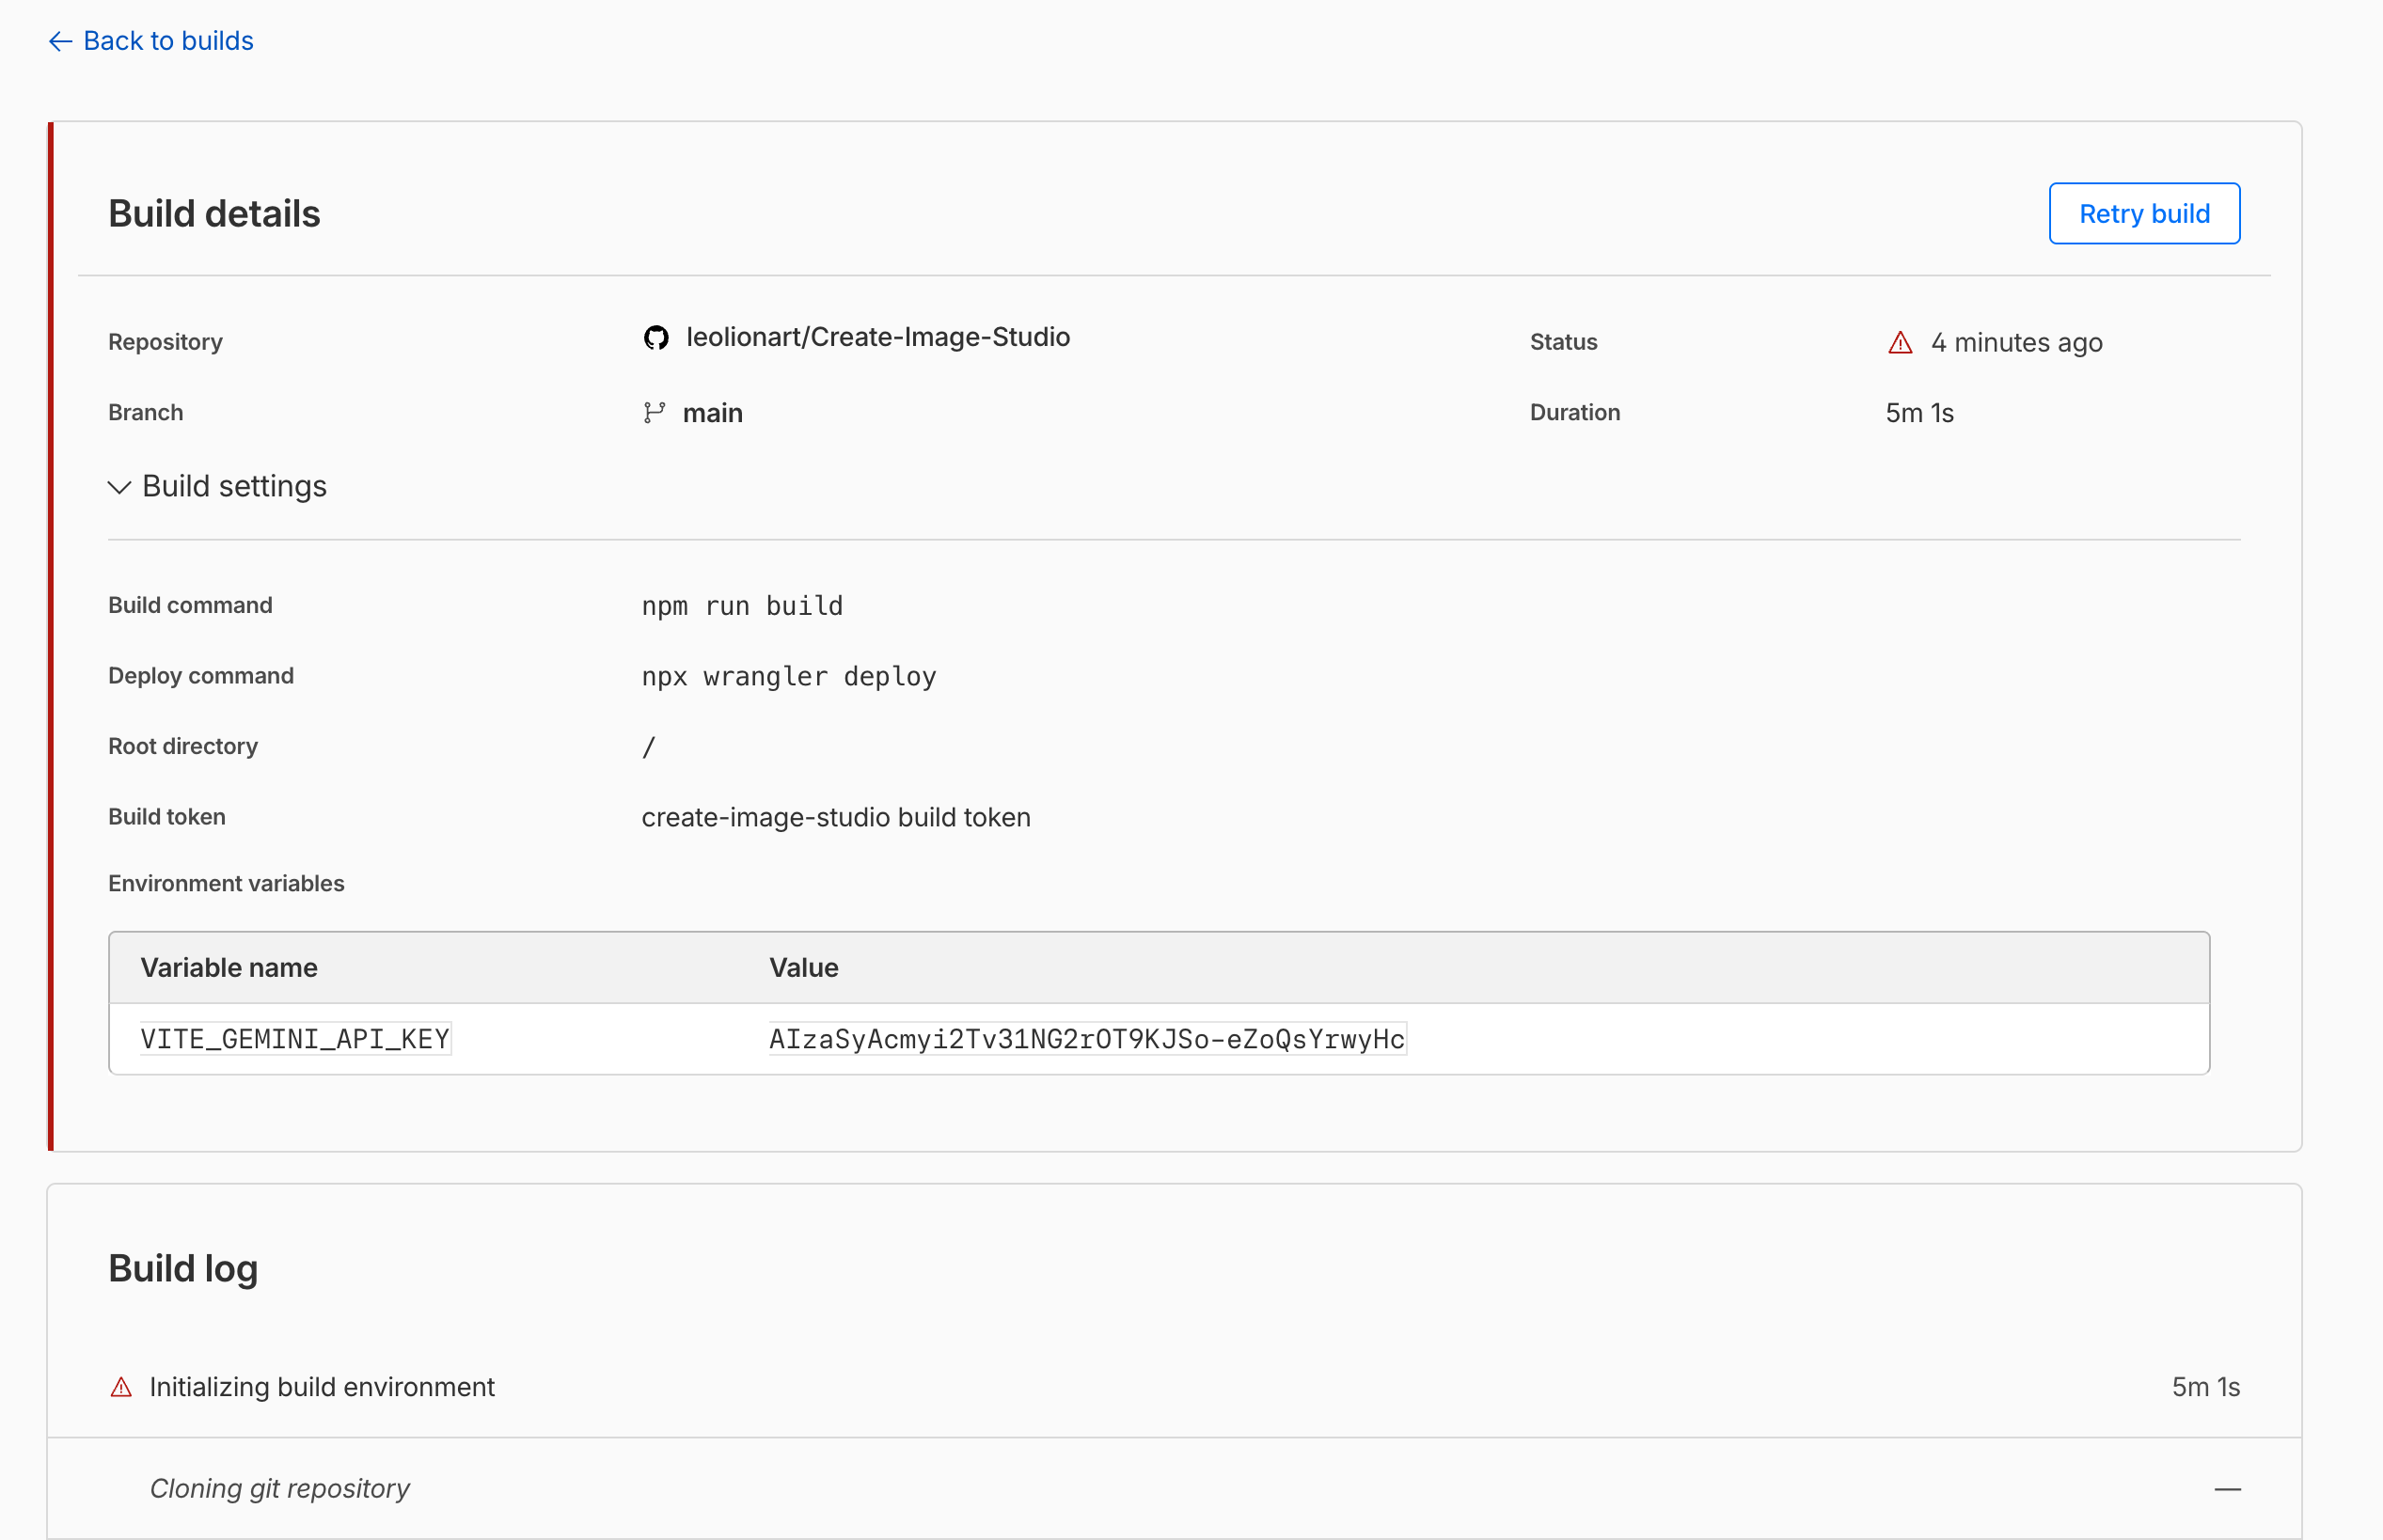 Back to builds
Build details
Retry build
Repository
leolionart/Create-Image-Studio
Status
4 minutes ago
Branch
main
Duration
5m 1s
Build settings
Build command
npm run build
Deploy command
npx wrangler deploy
Root directory
/
Build token
create-image-studio build token
Environment variables
Variable name
Value
VITE_GEMINI_API_KEY
AIzaSyAcmyi2Tv31NG2rOT9KJSo-eZoQsYrwyHc
Build log
Initializing build environment
5m 1s
Cloning git repository
—